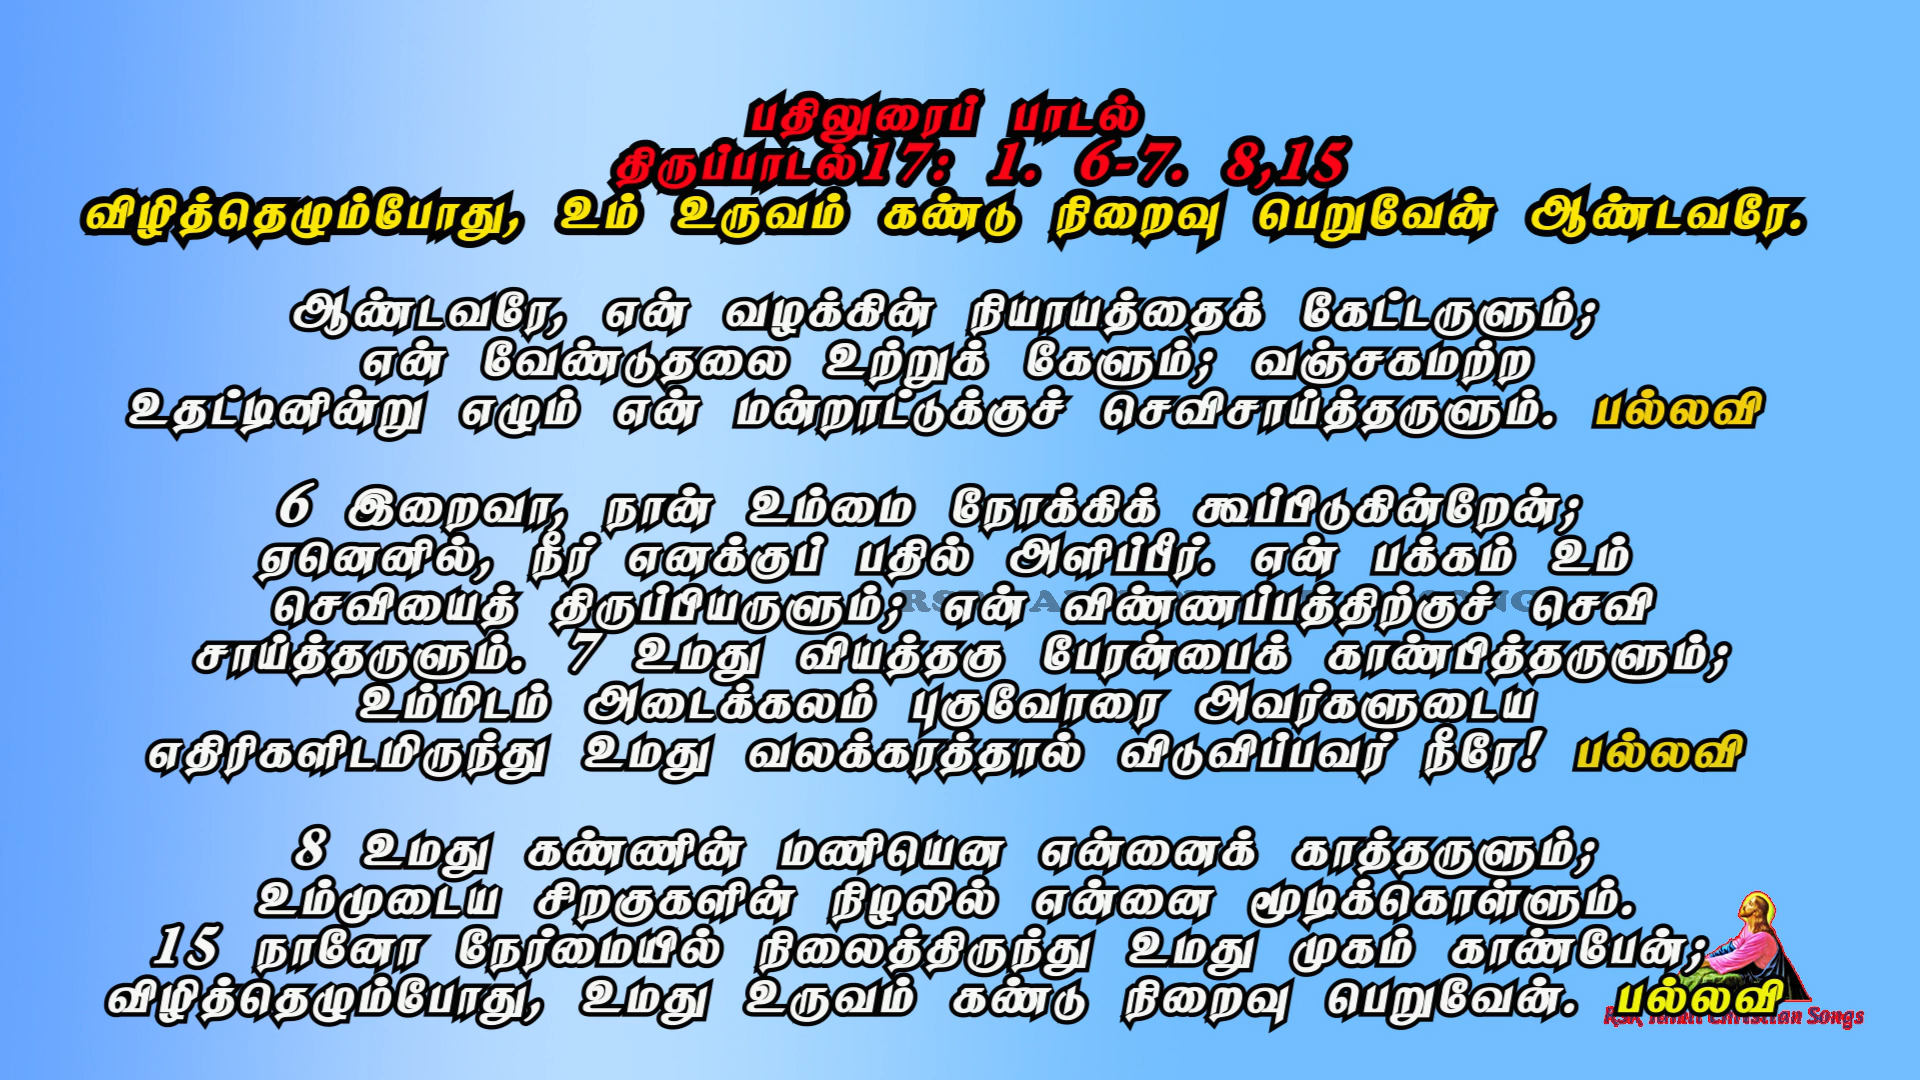 பதிலுரைப் பாடல்
திருப்பாடல்17: 1. 6-7. 8,15
விழித்தெழும்போது, உம் உருவம் கண்டு நிறைவு பெறுவேன் ஆண்டவரே.
ஆண்டவரே, என் வழக்கின் நியாயத்தைக் கேட்டருளும்;
என் வேண்டுதலை உற்றுக் கேளும்; வஞ்சகமற்ற
உதட்டினின்று எழும் என் மன்றாட்டுக்குச் செவிசாய்த்தருளும். பல்லவி
6 இறைவா, நான் உம்மை நோக்கிக் கூப்பிடுகின்றேன்;
ஏனெனில், நீர் எனக்குப் பதில் அளிப்பீர். என் பக்கம் உம்
செவியைத் திருப்பியருளும்; என் விண்ணப்பத்திற்குச் செவி
சாய்த்தருளும். 7 உமது வியத்தகு பேரன்பைக் காண்பித்தருளும்;
உம்மிடம் அடைக்கலம் புகுவோரை அவர்களுடைய
எதிரிகளிடமிருந்து உமது வலக்கரத்தால் விடுவிப்பவர் நீரே! பல்லவி
8 உமது கண்ணின் மணியென என்னைக் காத்தருளும்;
உம்முடைய சிறகுகளின் நிழலில் என்னை மூடிக்கொள்ளும்.
15 நானோ நேர்மையில் நிலைத்திருந்து உமது முகம் காண்பேன்;
விழித்தெழும்போது, உமது உருவம் கண்டு நிறைவு பெறுவேன். பல்லவி
RSR Tamil Christian Songs